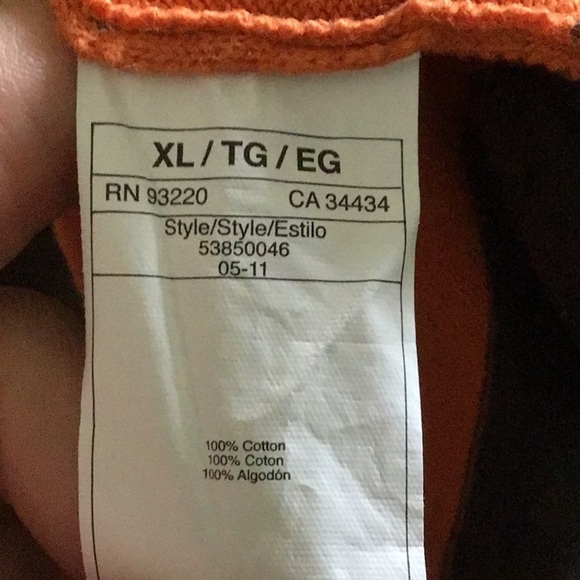 XL / TG / EG
RN 93220 CA 34434
Style/Style/Estilo
53850046
05-11
100% Cotton
100% Coton
100% Algodón